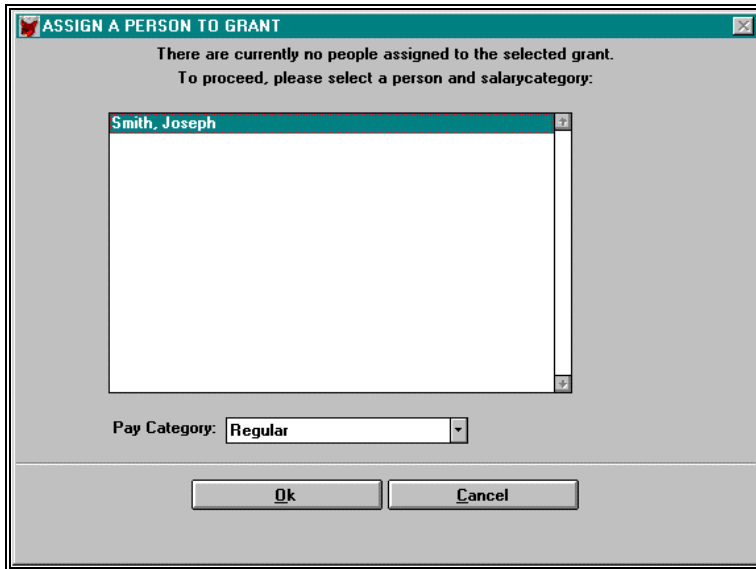 ASSIGN A PERSON TO GRANT
There are currently no people assigned to the selected grant.
To proceed, please select a person and salarycategory:
Smith, Joseph
Pay Category: Regular
Ok Cancel